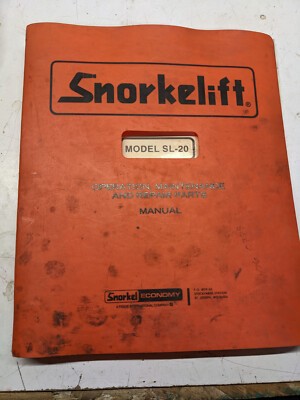 Snorkelift®
MODEL SL-20
OPERATION, MAINTENANCE
AND REPAIR PARTS
MANUAL
Snorkel ECONOMY